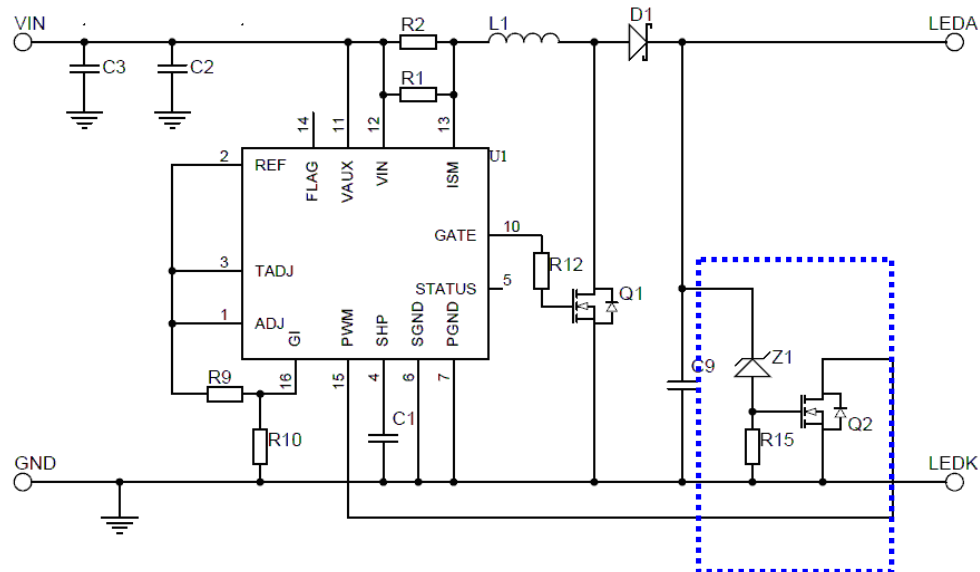 VIN
R2
L1
D1
LEDA
C3
C2
R1
14
11
12
13
U1
2
REF
FLAG
VAUX
VIN
ISM
GATE
10
R12
3
TADJ
STATUS
5
Q1
1
ADJ
GI
PWM
SHP
SGND
PGND
Z1
C9
R9
16
15
4
6
7
C1
R10
R15
Q2
GND
LEDK